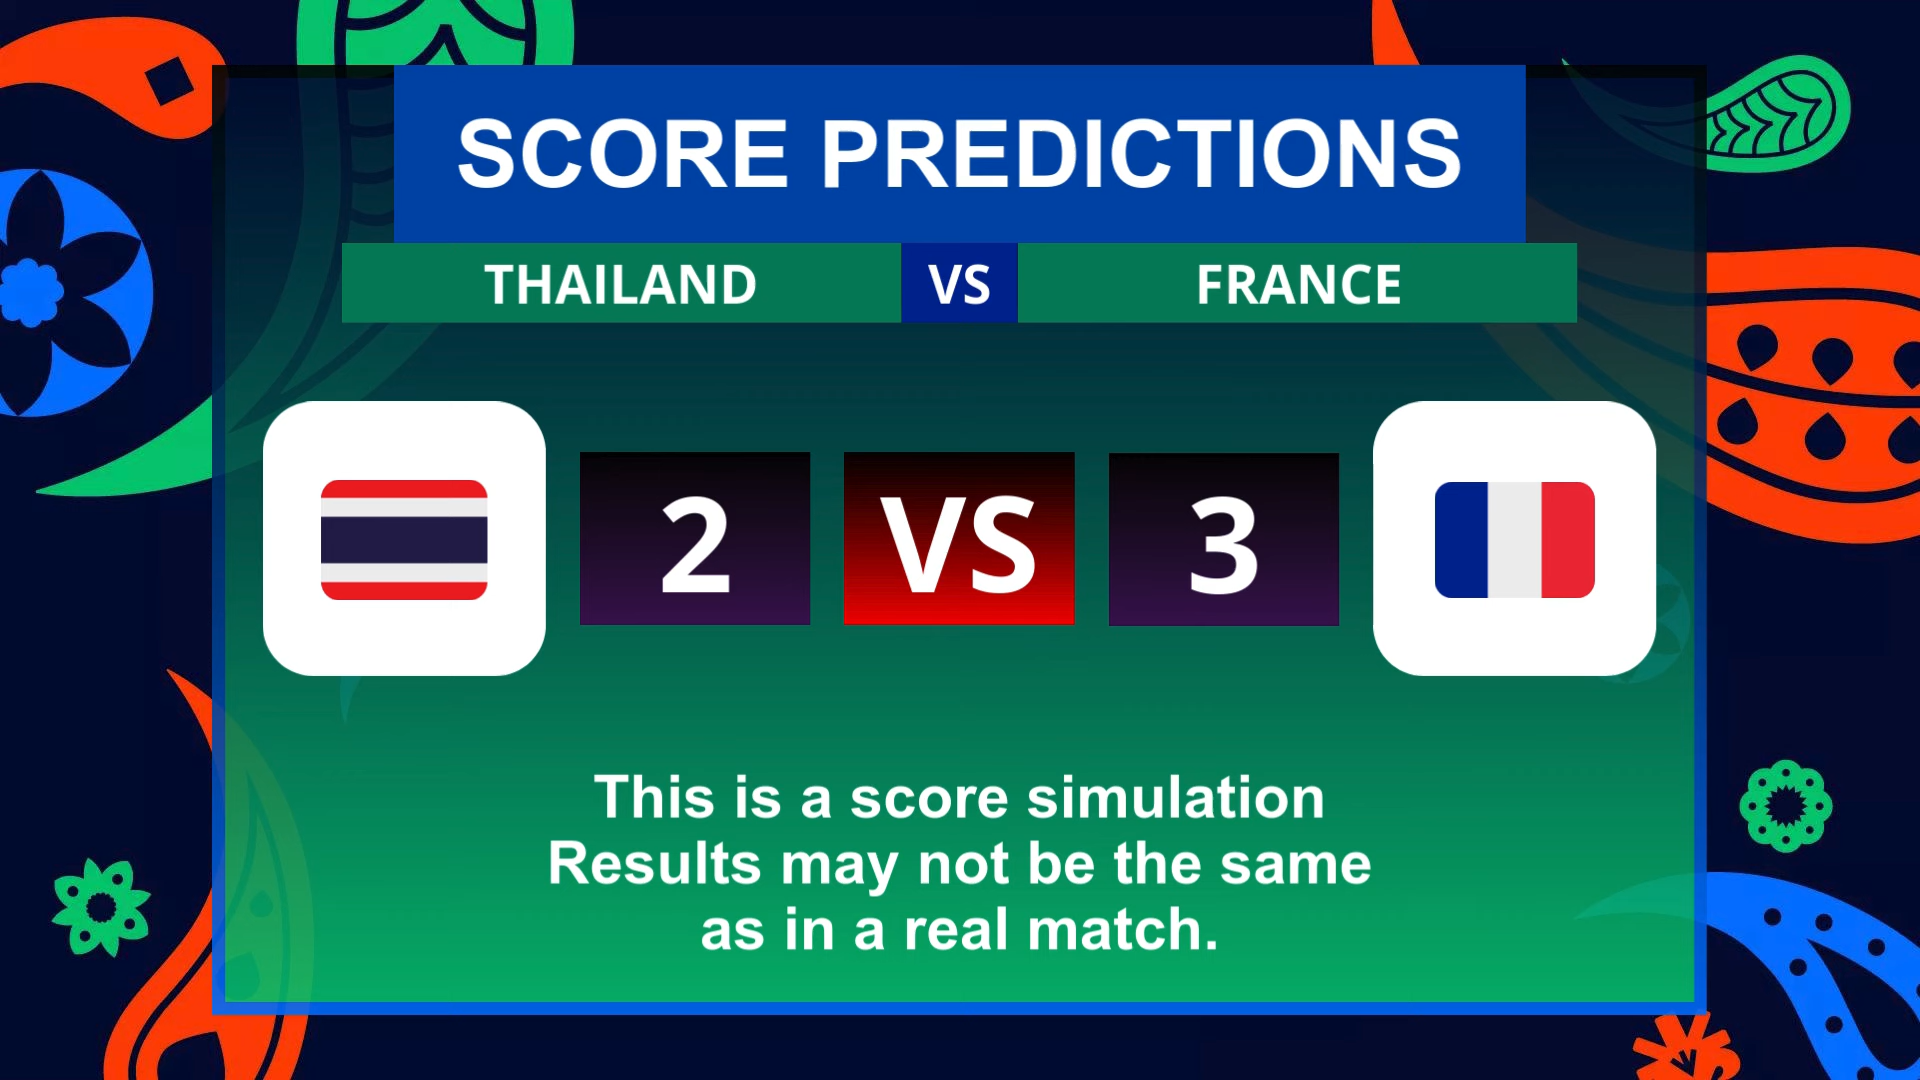 SCORE PREDICTIONS
THAILAND VS FRANCE
2 VS 3
This is a score simulation
Results may not be the same
as in a real match.